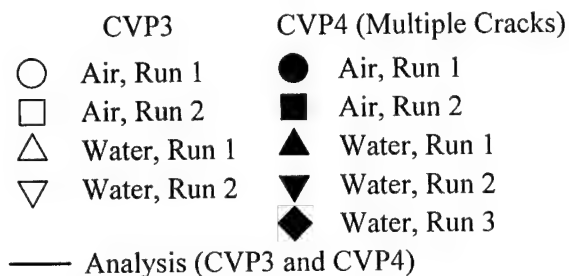 CVP3 CVP4 (Multiple Cracks)
Air, Run 1 Air, Run 1
Air, Run 2 Air, Run 2
Water, Run 1 Water, Run 1
Water, Run 2 Water, Run 2
Water, Run 3
Analysis (CVP3 and CVP4)